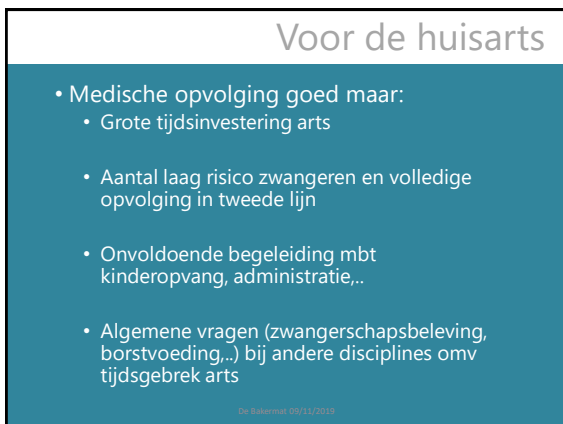 Voor de huisarts
• Medische opvolging goed maar:
• Grote tijdsinvestering arts
• Aantal laag risico zwangeren en volledige
opvolging in tweede lijn
• Onvoldoende begeleiding mbt
kinderopvang, administratie,..
• Algemene vragen (zwangerschapsbeleving,
borstvoeding,..) bij andere disciplines omv
tijdsgebrek arts
De Bakermat 09/11/2019